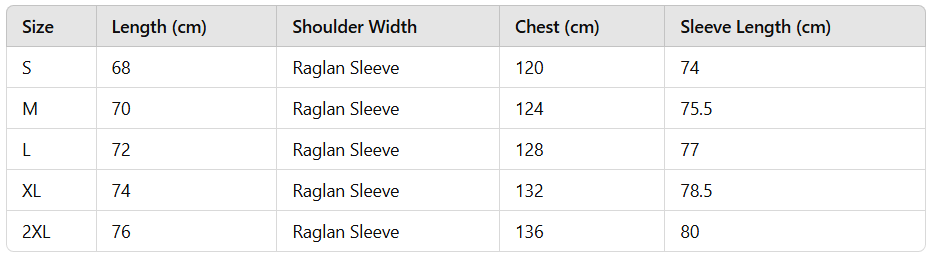 Size Length (cm) Shoulder Width Chest (cm) Sleeve Length (cm)
S 68 Raglan Sleeve 120 74
M 70 Raglan Sleeve 124 75.5
L 72 Raglan Sleeve 128 77
XL 74 Raglan Sleeve 132 78.5
2XL 76 Raglan Sleeve 136 80